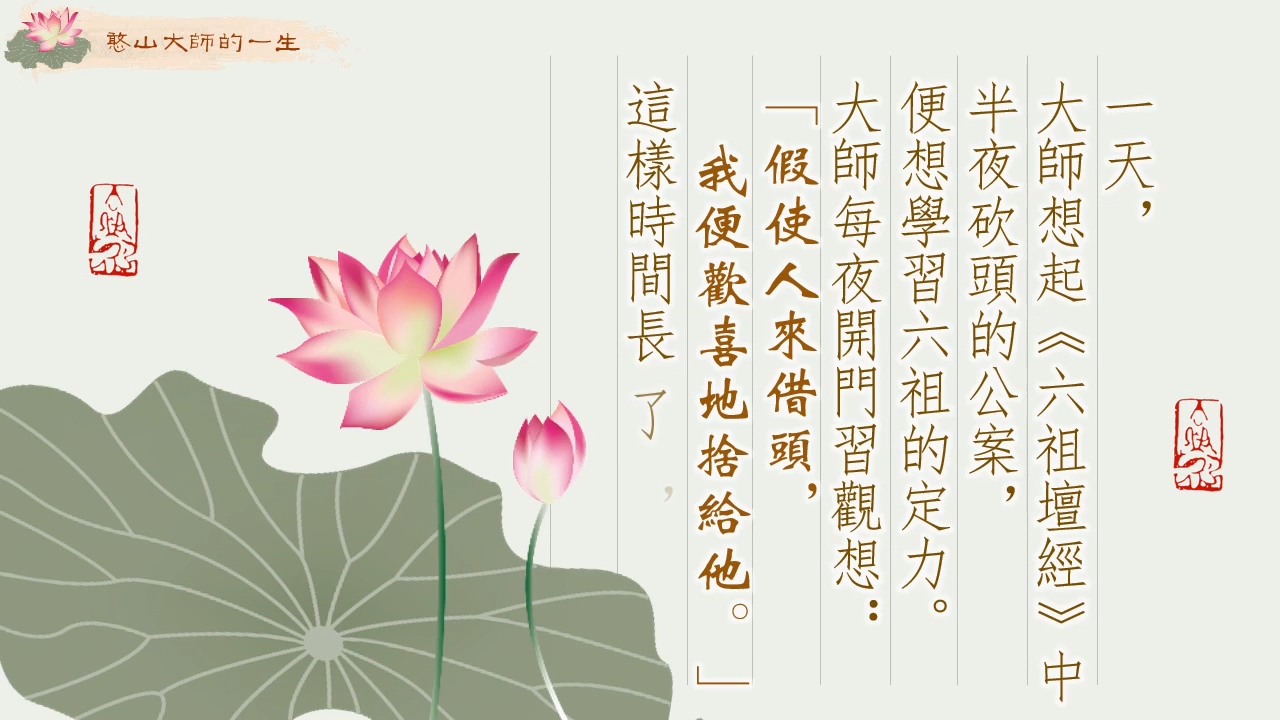 憨山大師的一生
一天，
大師想起《六祖壇經》中
半夜砍頭的公案，
便想學習六祖的定力。
大師每夜開門習觀想：
「假使人來借頭，
我便歡喜地捨給他。」
這樣時間長了，